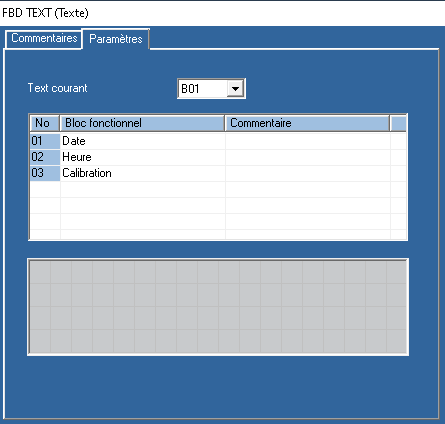 FBD TEXT (Texte)
Commentaires Paramètres
Text courant B01
No Bloc fonctionnel Commentaire
01 Date
02 Heure
03 Calibration